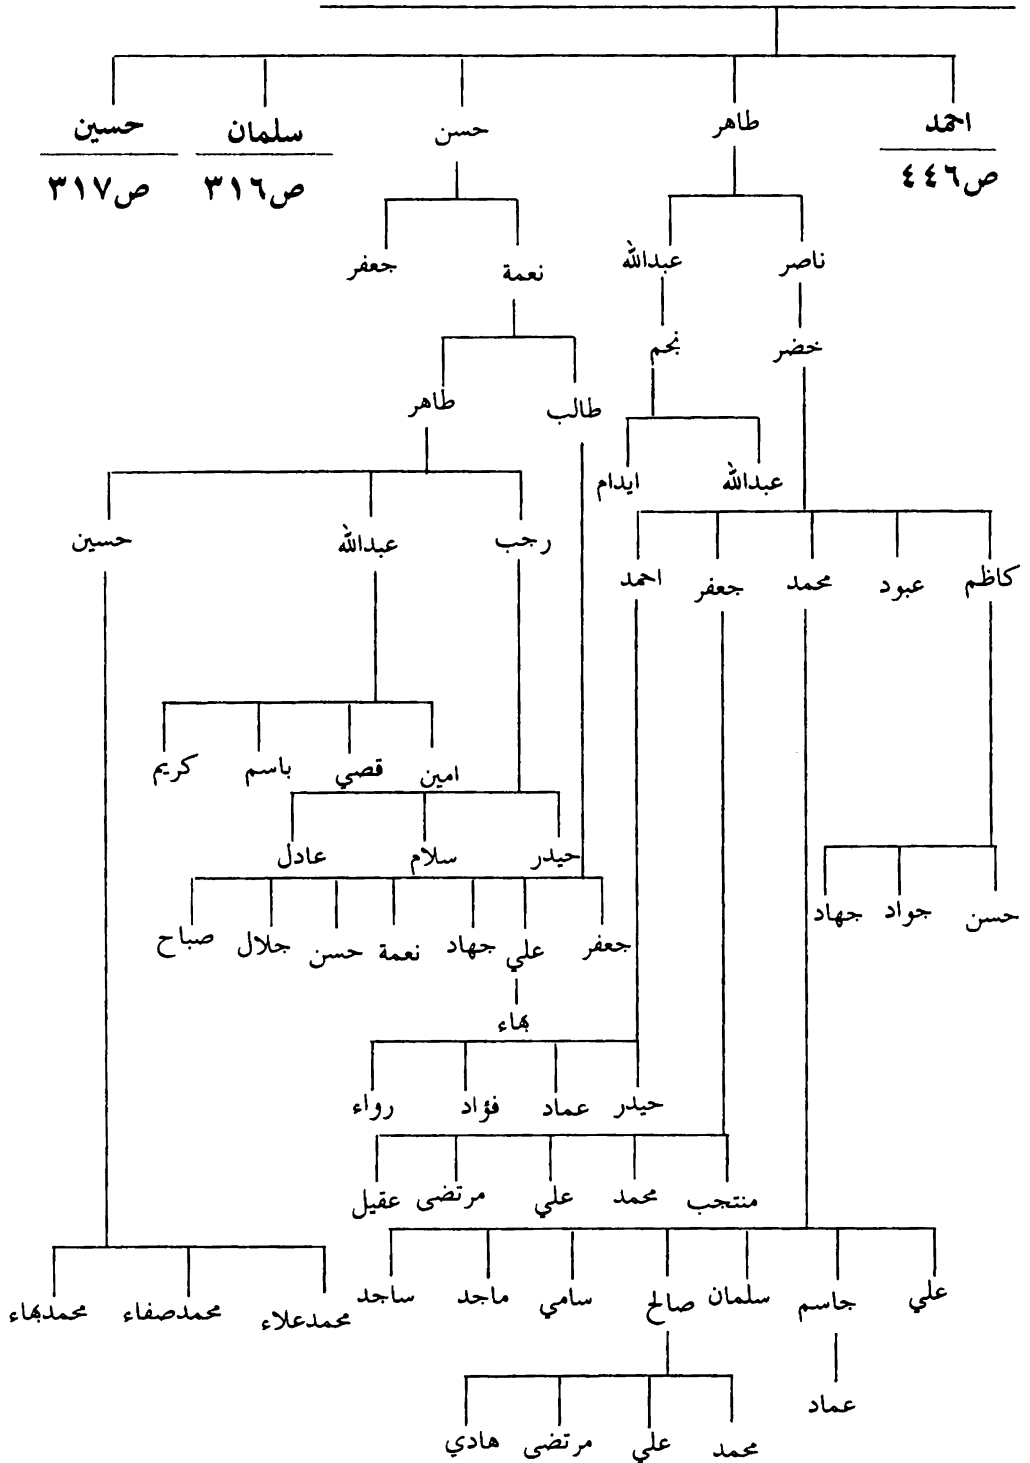 احمد طاهر حسن سلمان حسين
ص٤٤٦ ص٣١٦ ص٣١٧
ناصر عبدالله نعمة جعفر
خضر نجم
طالب طاهر
عبدالله ايدام
رجب عبدالله حسين
كاظم عبود محمد جعفر احمد
امين قصي باسم كريم
حيدر سلام عادل
حسن جواد جهاد
جعفر علي جهاد نعمة حسن جلال صباح
بهاء
حيدر عماد فؤاد رواء
منتجب محمد علي مرتضى عقيل
علي جاسم سلمان صالح سامي ماجد ساجد
محمدعلاء محمدصفاء محمدبهاء
عماد
محمد علي مرتضى هادي